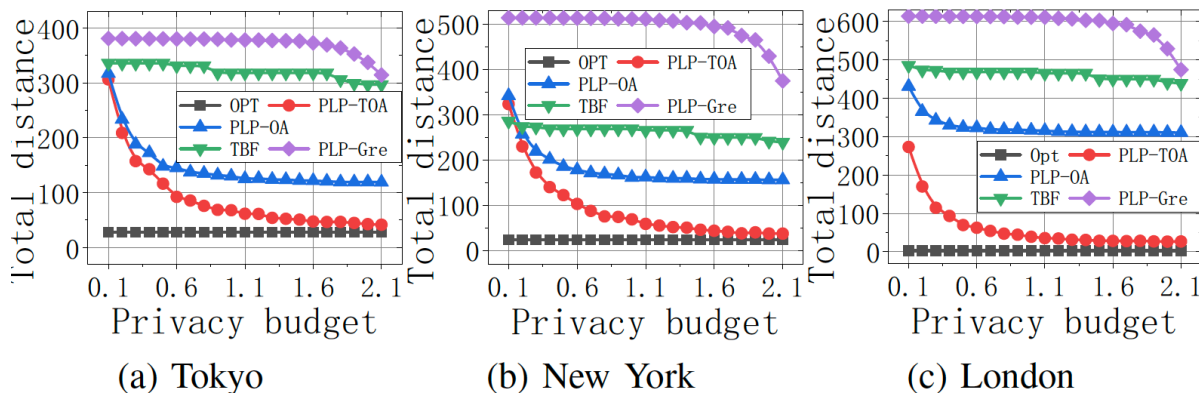 Total distance
400
300
200
100
0
OPT PLP-TOA
PLP-OA
TBF PLP-Gre
0.1 0.6 1.1 1.6 2.1
Privacy budget
(a) Tokyo
Total distance
500
400
300
200
100
0
OPT PLP-TOA
PLP-OA
TBF PLP-Gre
0.1 0.6 1.1 1.6 2.1
Privacy budget
(b) New York
Total distance
600
500
400
300
200
100
0
Opt PLP-TOA
PLP-OA
TBF PLP-Gre
0.1 0.6 1.1 1.6 2.1
Privacy budget
(c) London